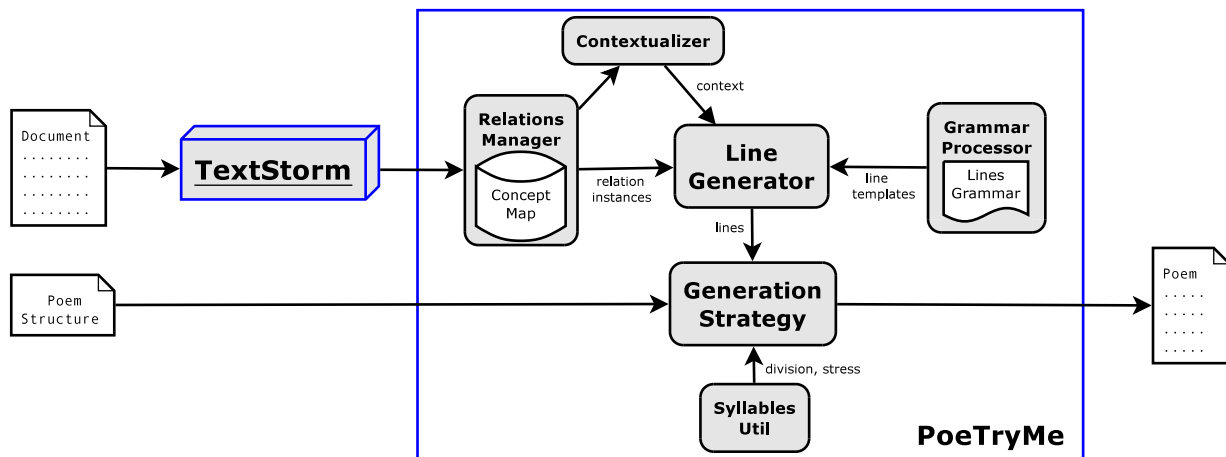 Contextualizer
context
Document
. . . . . . . .
. . . . . . . .
. . . . . . . .
. . . . . . . .
TextStorm
Relations
Manager
Concept
Map
relation
instances
Line
Generator
line
templates
Grammar
Processor
Lines
Grammar
lines
Poem
Structure
Generation
Strategy
Poem
. . . . .
. . . . .
. . . . .
. . . . .
division, stress
Syllables
Util
PoeTryMe